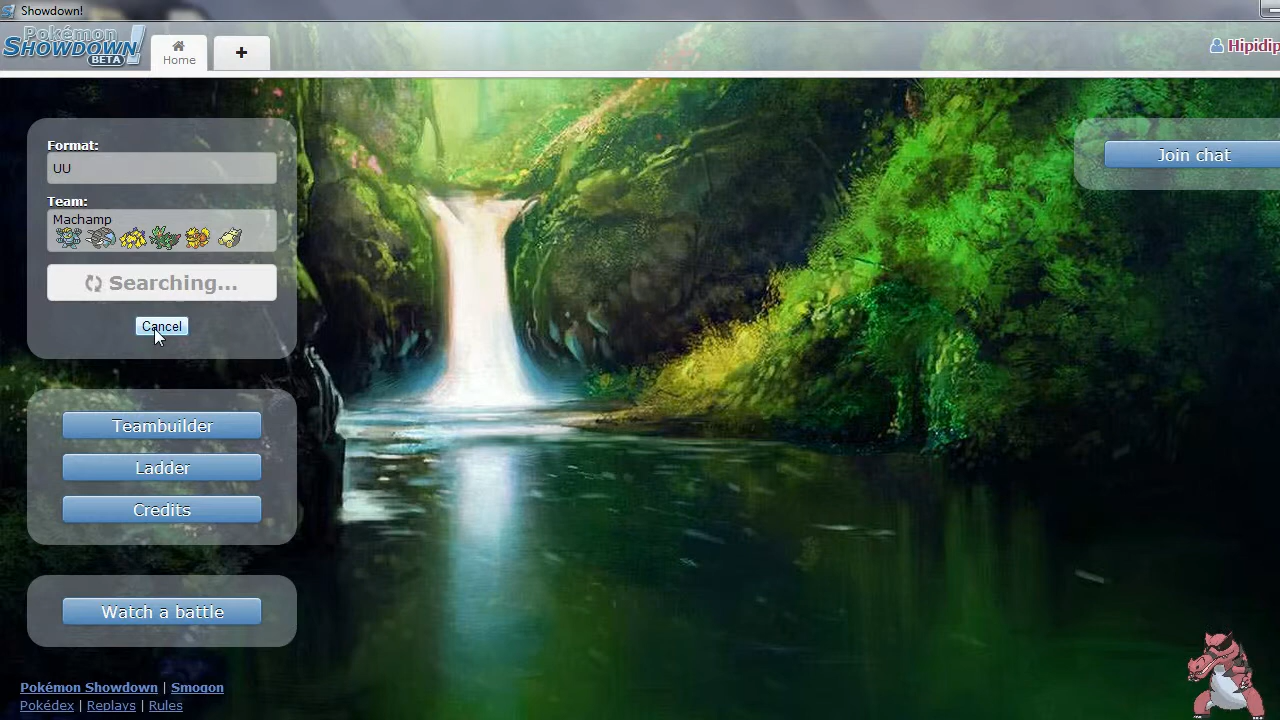 Showdown!
Pokémon
SHOWDOWN!
BETA
Home
+
Hipidip
Format:
UU
Team:
Machamp
Searching...
Cancel
Join chat
Teambuilder
Ladder
Credits
Watch a battle
Pokémon Showdown | Smogon
Pokédex | Replays | Rules